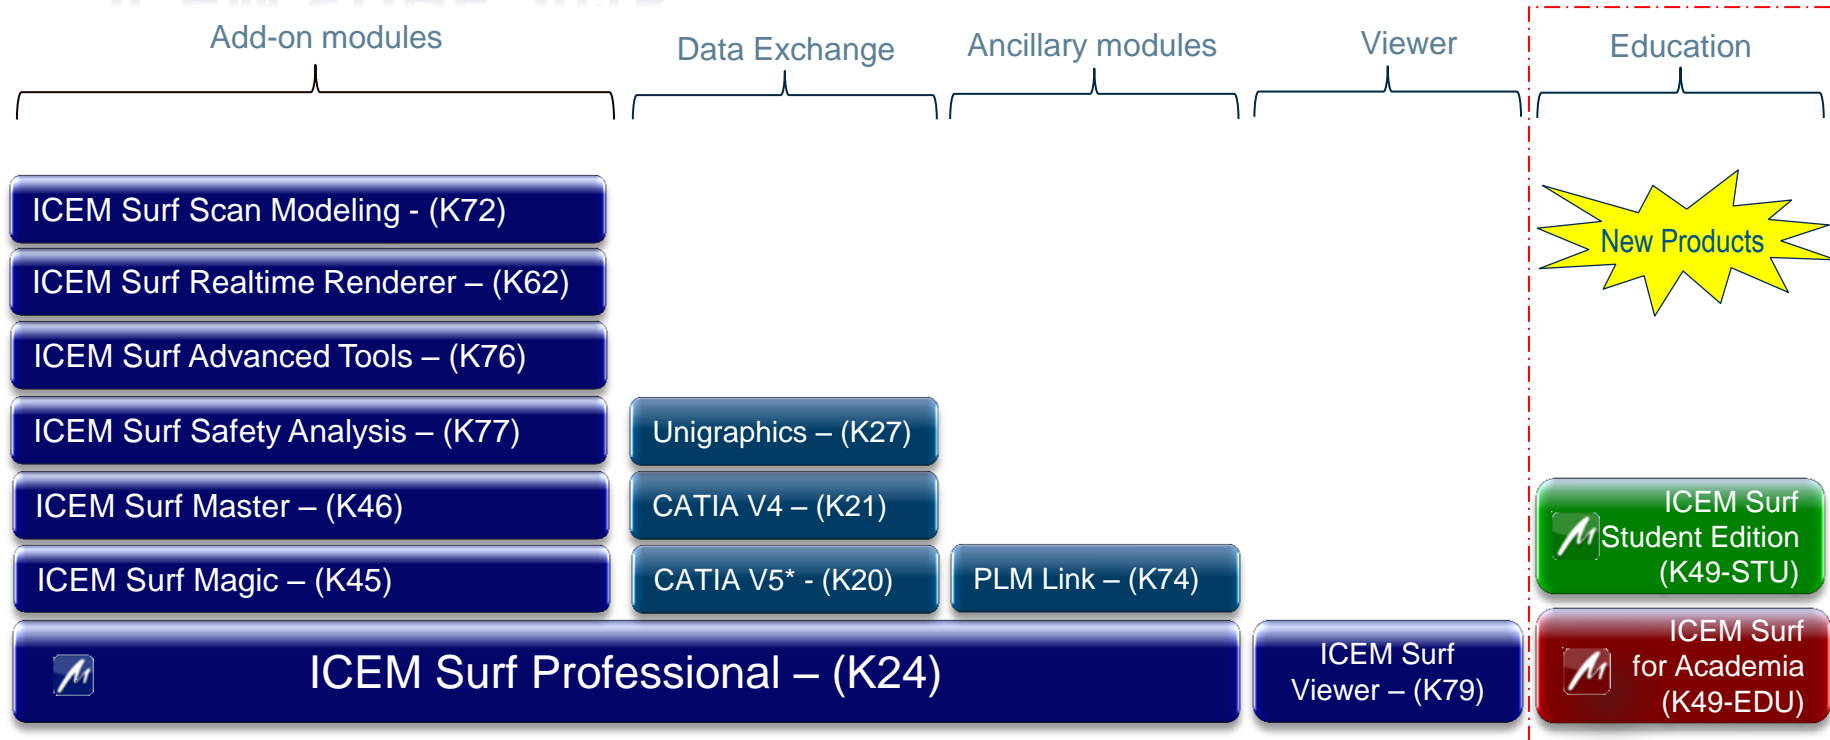 Add-on modules
Data Exchange
Ancillary modules
Viewer
Education
ICEM Surf Scan Modeling - (K72)
ICEM Surf Realtime Renderer – (K62)
ICEM Surf Advanced Tools – (K76)
ICEM Surf Safety Analysis – (K77)
ICEM Surf Master – (K46)
ICEM Surf Magic – (K45)
Unigraphics – (K27)
CATIA V4 – (K21)
CATIA V5* - (K20)
PLM Link – (K74)
ICEM Surf Professional – (K24)
ICEM Surf
Viewer – (K79)
New Products
ICEM Surf
Student Edition
(K49-STU)
ICEM Surf
for Academia
(K49-EDU)